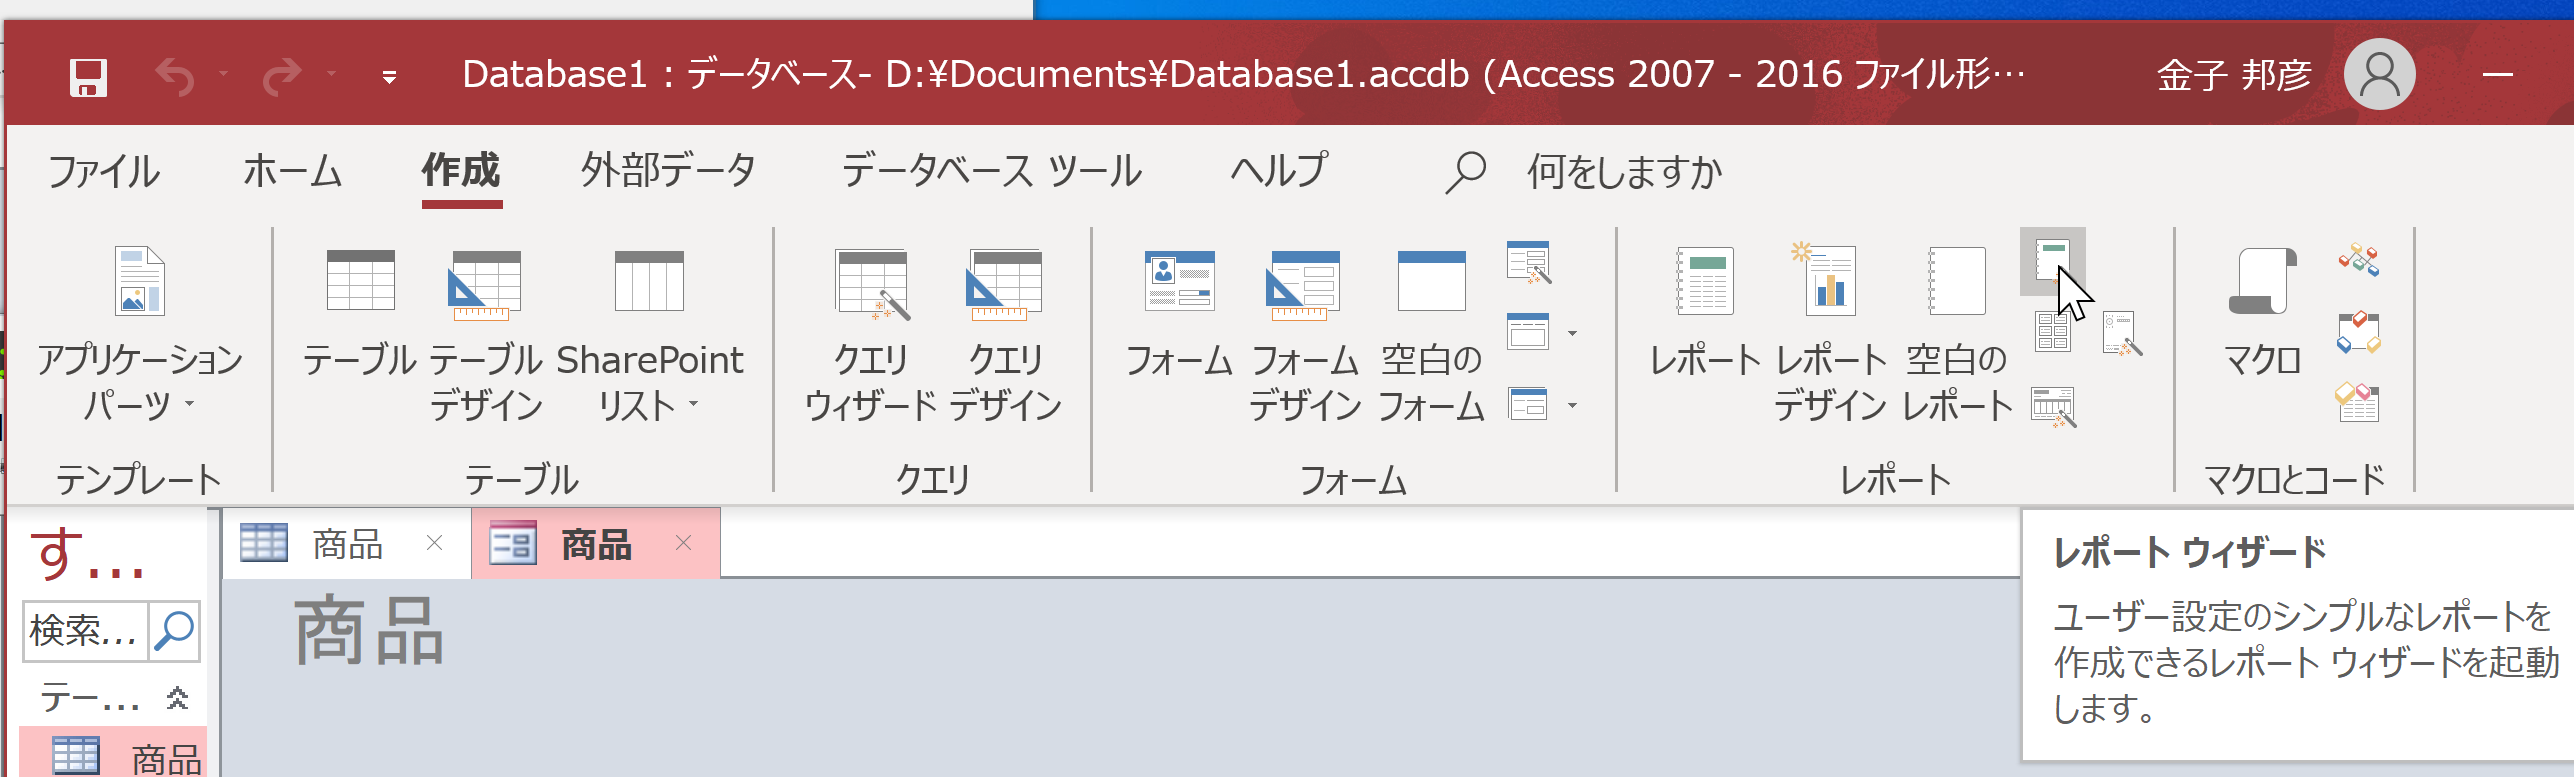 Database1 : データベース- D:¥Documents¥Database1.accdb (Access 2007 - 2016 ファイル形…
金子 邦彦
ファイル ホーム 作成 外部データ データベース ツール ヘルプ 何をしますか
アプリケーション
パーツ
テーブル
テーブル
デザイン
SharePoint
リスト
クエリ
ウィザード
クエリ
デザイン
フォーム
フォーム
デザイン
空白の
フォーム
レポート
レポート
デザイン
空白の
レポート
マクロ
テンプレート
テーブル
クエリ
フォーム
レポート
マクロとコード
す...
検索...
テー...
商品
商品
商品
商品
レポート ウィザード
ユーザー設定のシンプルなレポートを
作成できるレポート ウィザードを起動
します。